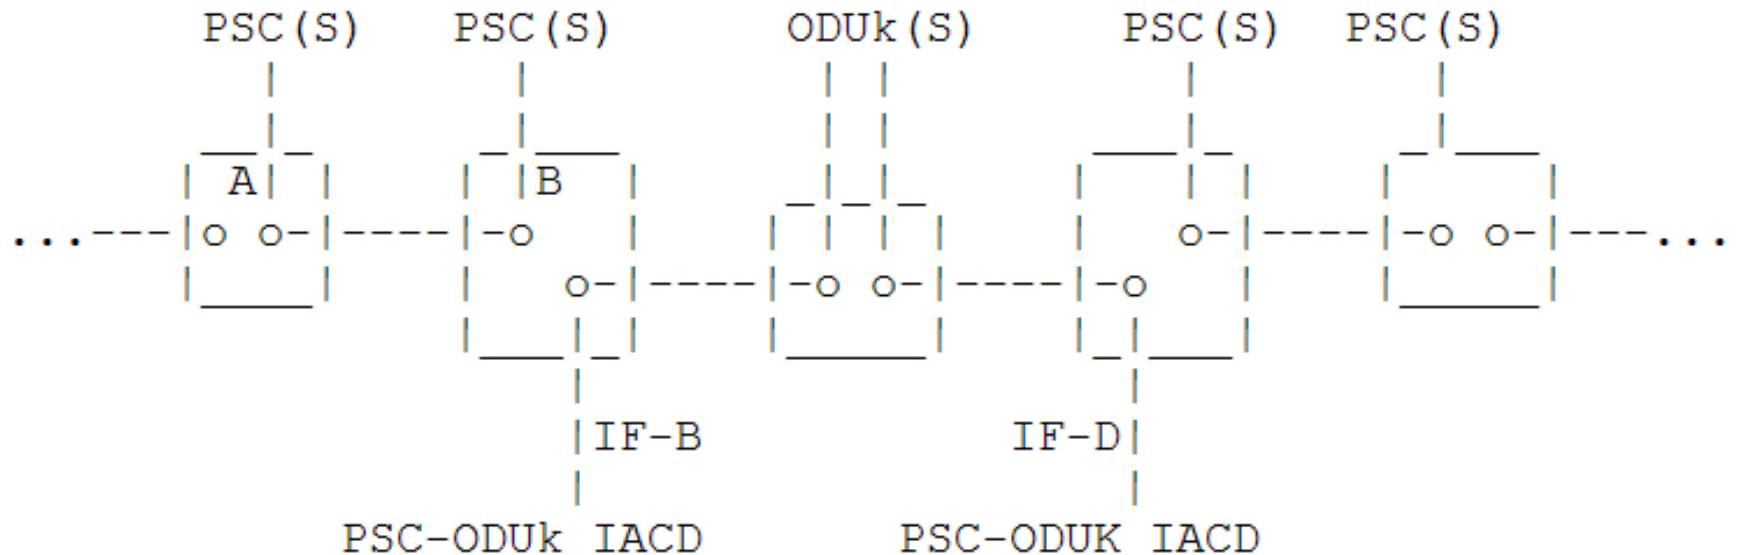 PSC(S) PSC(S) ODUk(S) PSC(S) PSC(S)
A B
...---|o o-|----|-o o-|----|-o-...
IF-B IF-D
PSC-ODUk IACD PSC-ODUK IACD